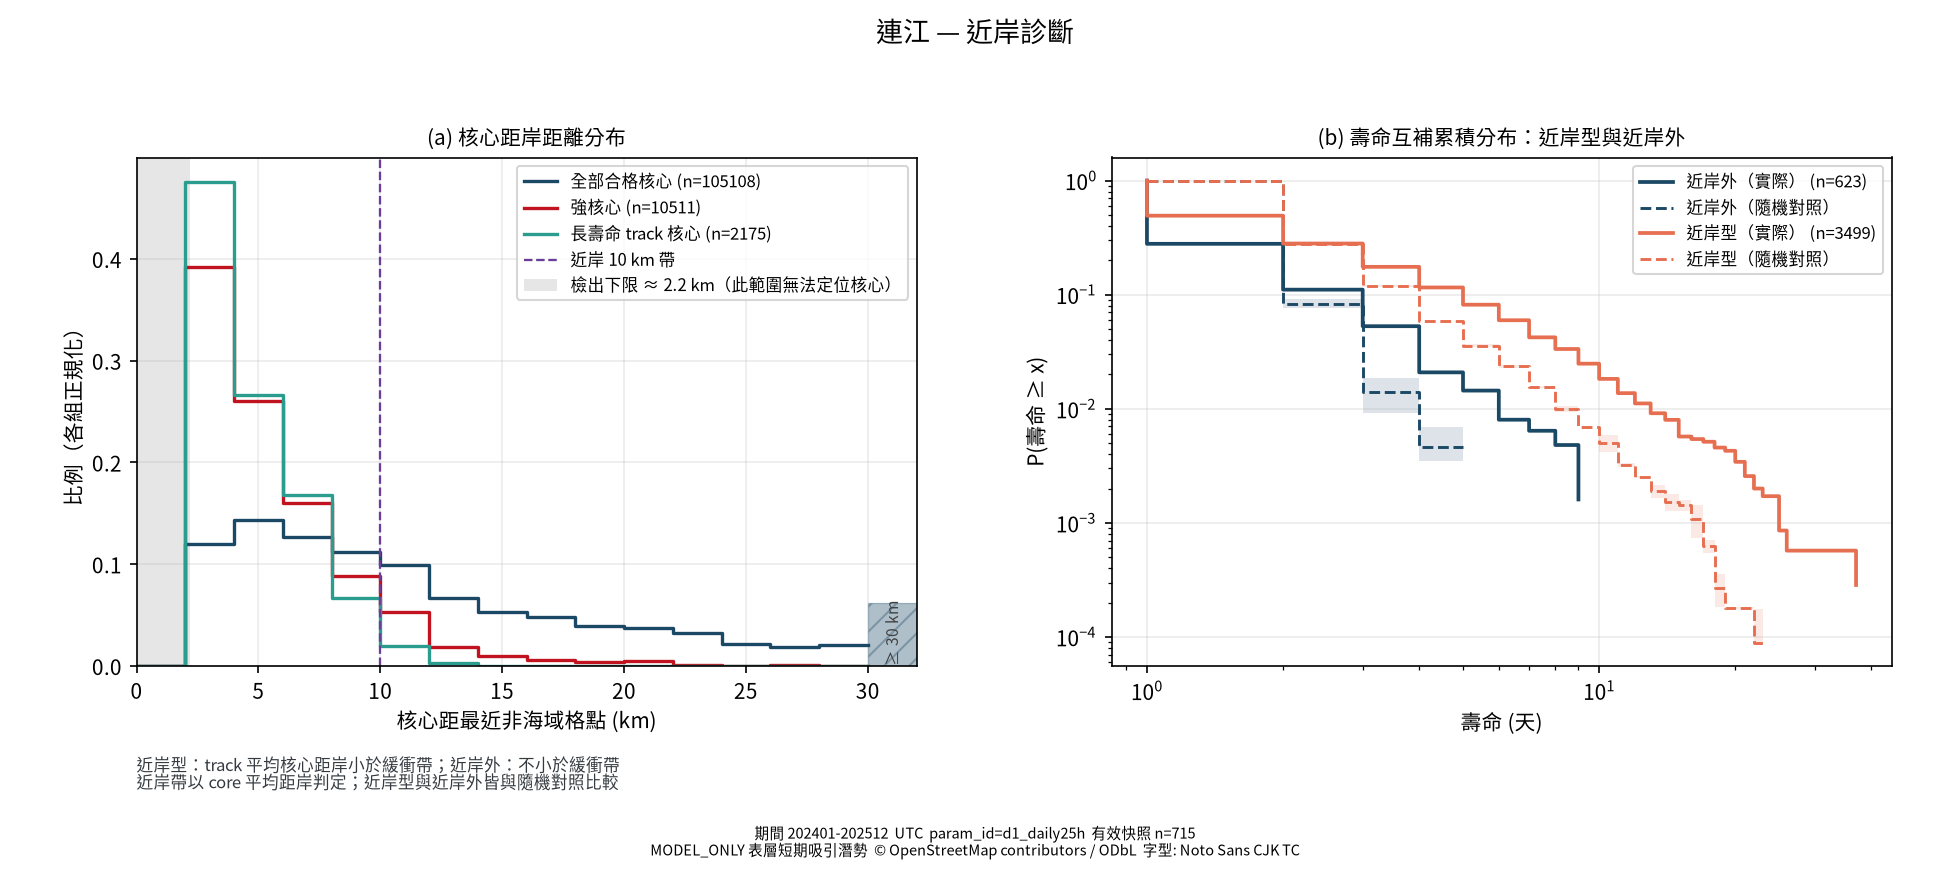 連江 — 近岸診斷
(a) 核心距岸距離分布
全部合格核心 (n=105108)
強核心 (n=10511)
長壽命 track 核心 (n=2175)
近岸 10 km 帶
檢出下限 ≈ 2.2 km（此範圍無法定位核心）
≥ 30 km
比例（各組正規化）
0.4
0.3
0.2
0.1
0.0
0 5 10 15 20 25 30
核心距最近非海域格點 (km)
近岸型：track 平均核心距岸小於緩衝帶；近岸外：不小於緩衝帶
近岸帶以 core 平均距岸判定；近岸型與近岸外皆與隨機對照比較
(b) 壽命互補累積分布：近岸型與近岸外
近岸外（實際） (n=623)
近岸外（隨機對照）
近岸型（實際） (n=3499)
近岸型（隨機對照）
P(壽命 ≥ x)
10⁰
10⁻¹
10⁻²
10⁻³
10⁻⁴
10⁰ 10¹
壽命 (天)
期間 202401-202512 UTC param_id=d1_daily25h 有效快照 n=715
MODEL_ONLY 表層短期吸引潛勢 © OpenStreetMap contributors / ODbL 字型: Noto Sans CJK TC